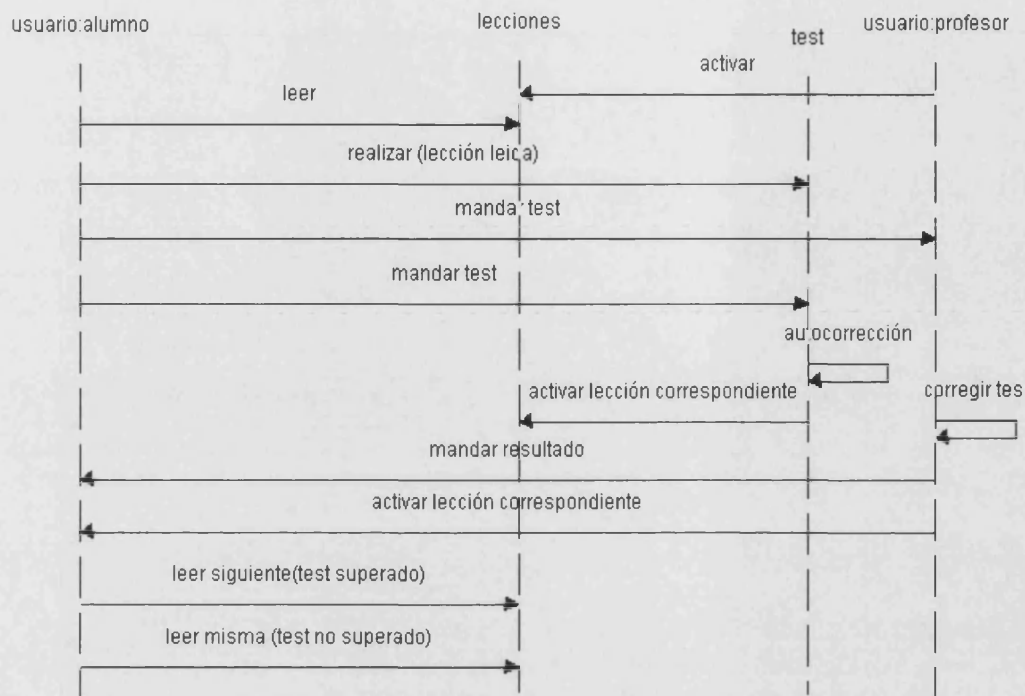 usuario:alumno
lecciones
test
usuario:profesor
activar
leer
realizar (lección leida)
mandar test
mandar test
autocorrección
activar lección correspondiente
corregir tes
mandar resultado
activar lección correspondiente
leer siguiente(test superado)
leer misma (test no superado)